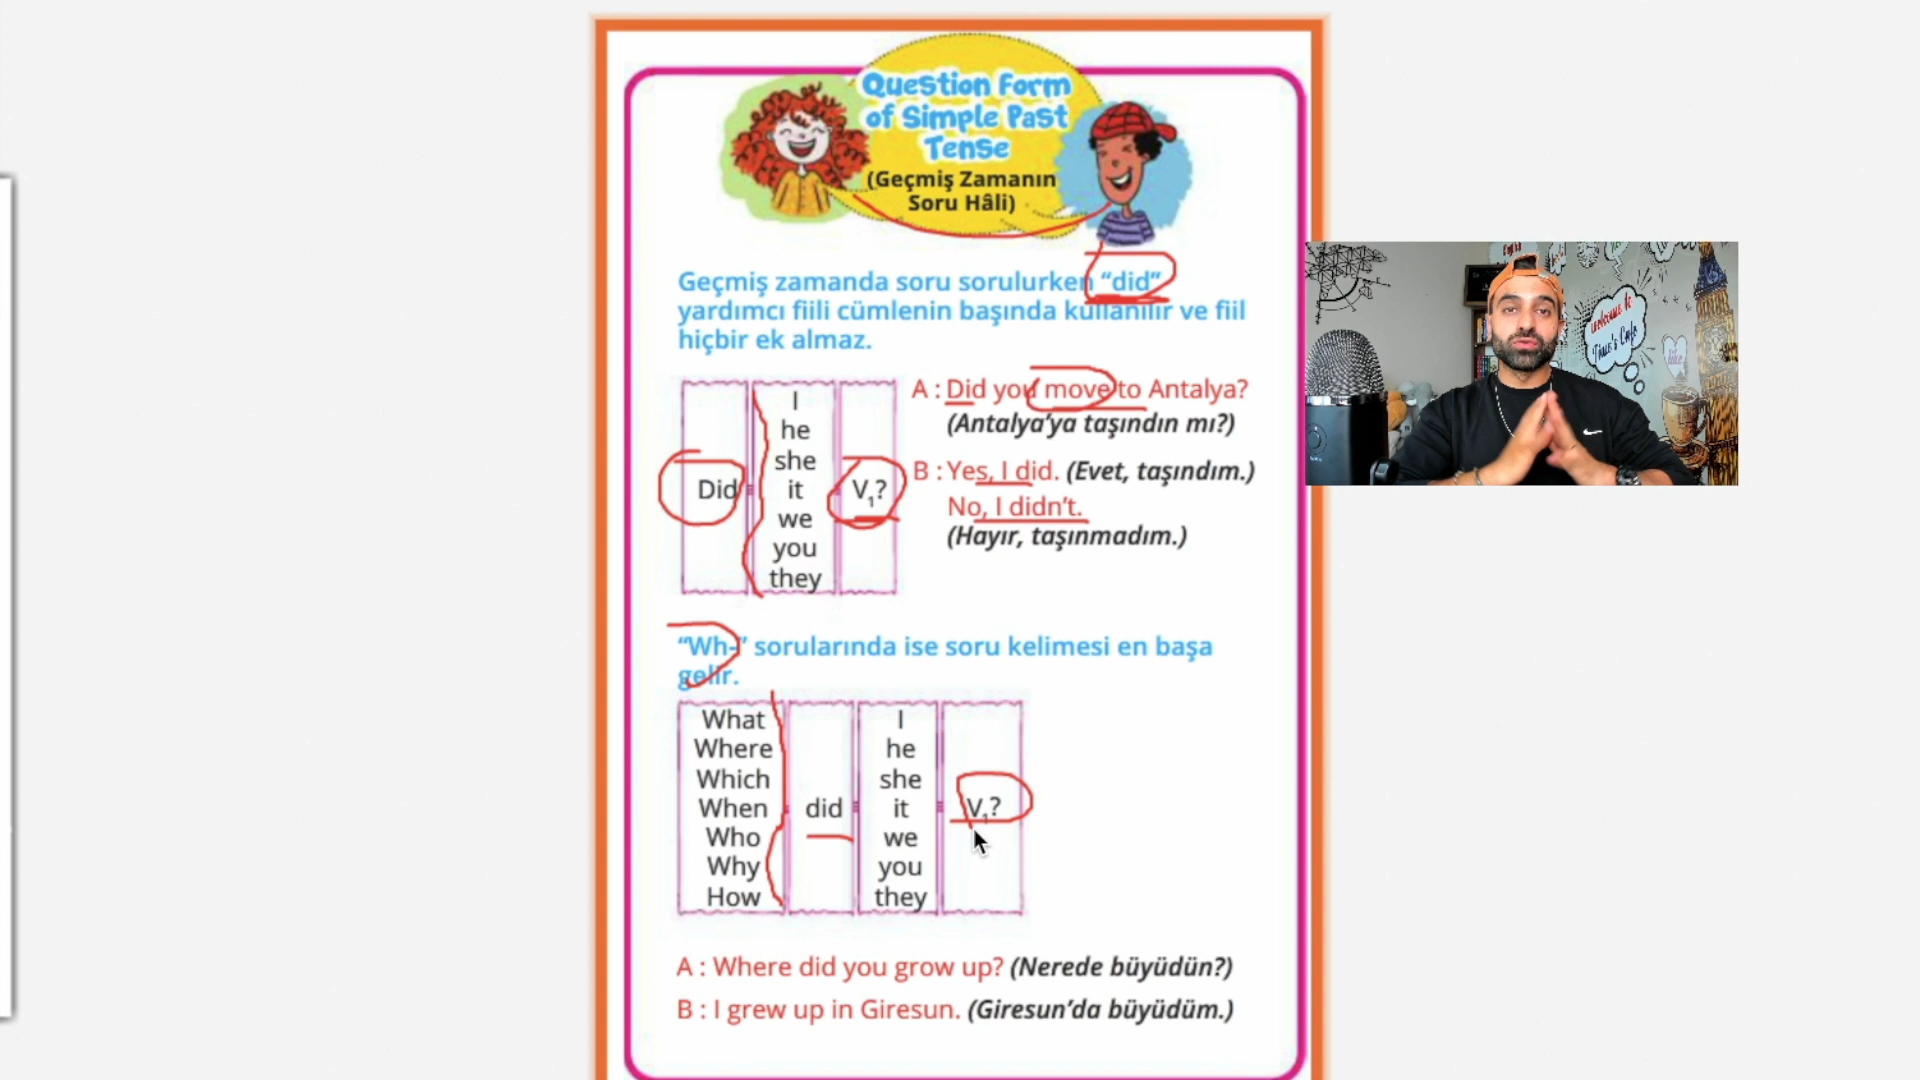 Question Form
of Simple Past
Tense
(Geçmiş Zamanın
Soru Hâli)
Geçmiş zamanda soru sorulurken “did”
yardımcı fiili cümlenin başında kullanılır ve fiil
hiçbir ek almaz.
Did
I
he
she
it
we
you
they
V₁?
A : Did you move to Antalya?
(Antalya’ya taşındın mı?)
B : Yes, I did. (Evet, taşındım.)
No, I didn’t.
(Hayır, taşınmadım.)
“Wh-” sorularında ise soru kelimesi en başa
gelir.
What
Where
Which
When
Who
Why
How
did
I
he
she
it
we
you
they
V₁?
A : Where did you grow up? (Nerede büyüdün?)
B : I grew up in Giresun. (Giresun’da büyüdüm.)
welcome to
Time's Cafe